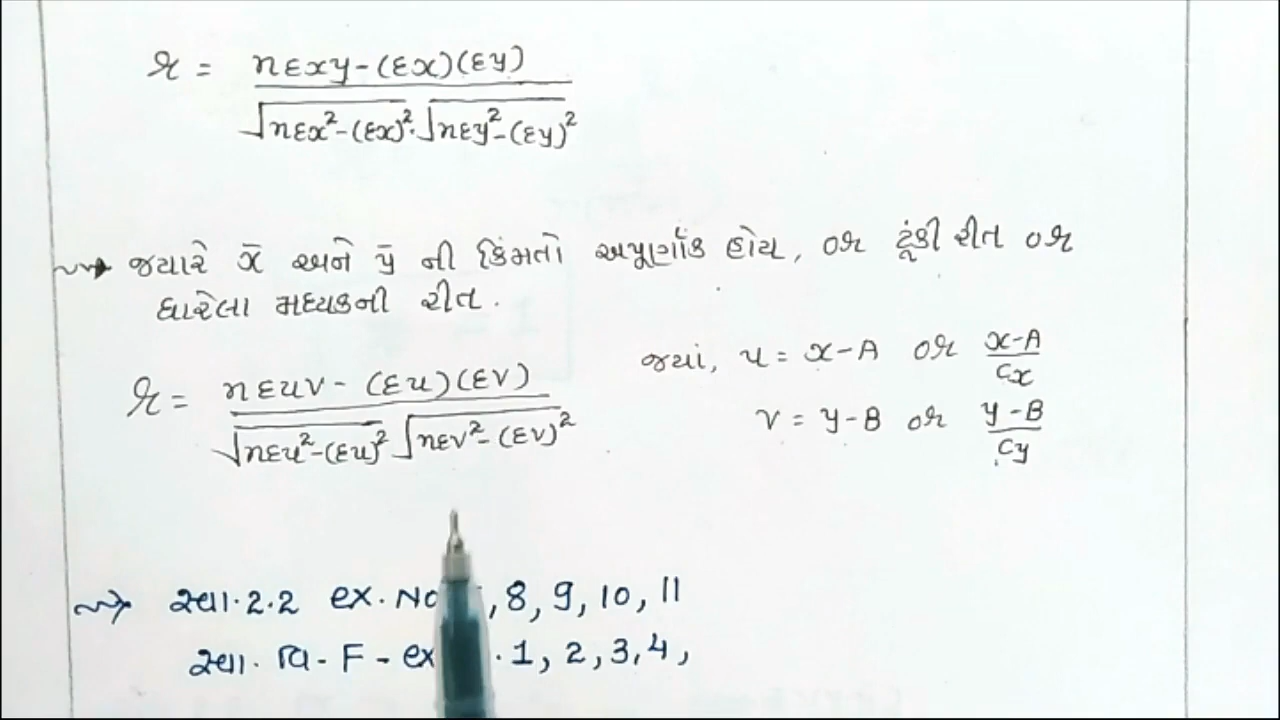 r = nΣxy-(Σx)(Σy) / √nΣx²-(Σx)² · √nΣy²-(Σy)²
જયારે x̄ અને ȳ ની કિંમતો અપૂર્ણાંક હોય, or ટૂંકી રીત or
ધારેલા મધ્યકની રીત.
r = nΣuv - (Σu)(Σv) / √nΣu²-(Σu)² √nΣv²-(Σv)²
જયાં, u = x-A or x-A / cx
v = y-B or y-B / cy
સ્વા.2.2 ex. No ,8, 9, 10, 11
સ્વા. વિ-F - ex . 1, 2, 3, 4,